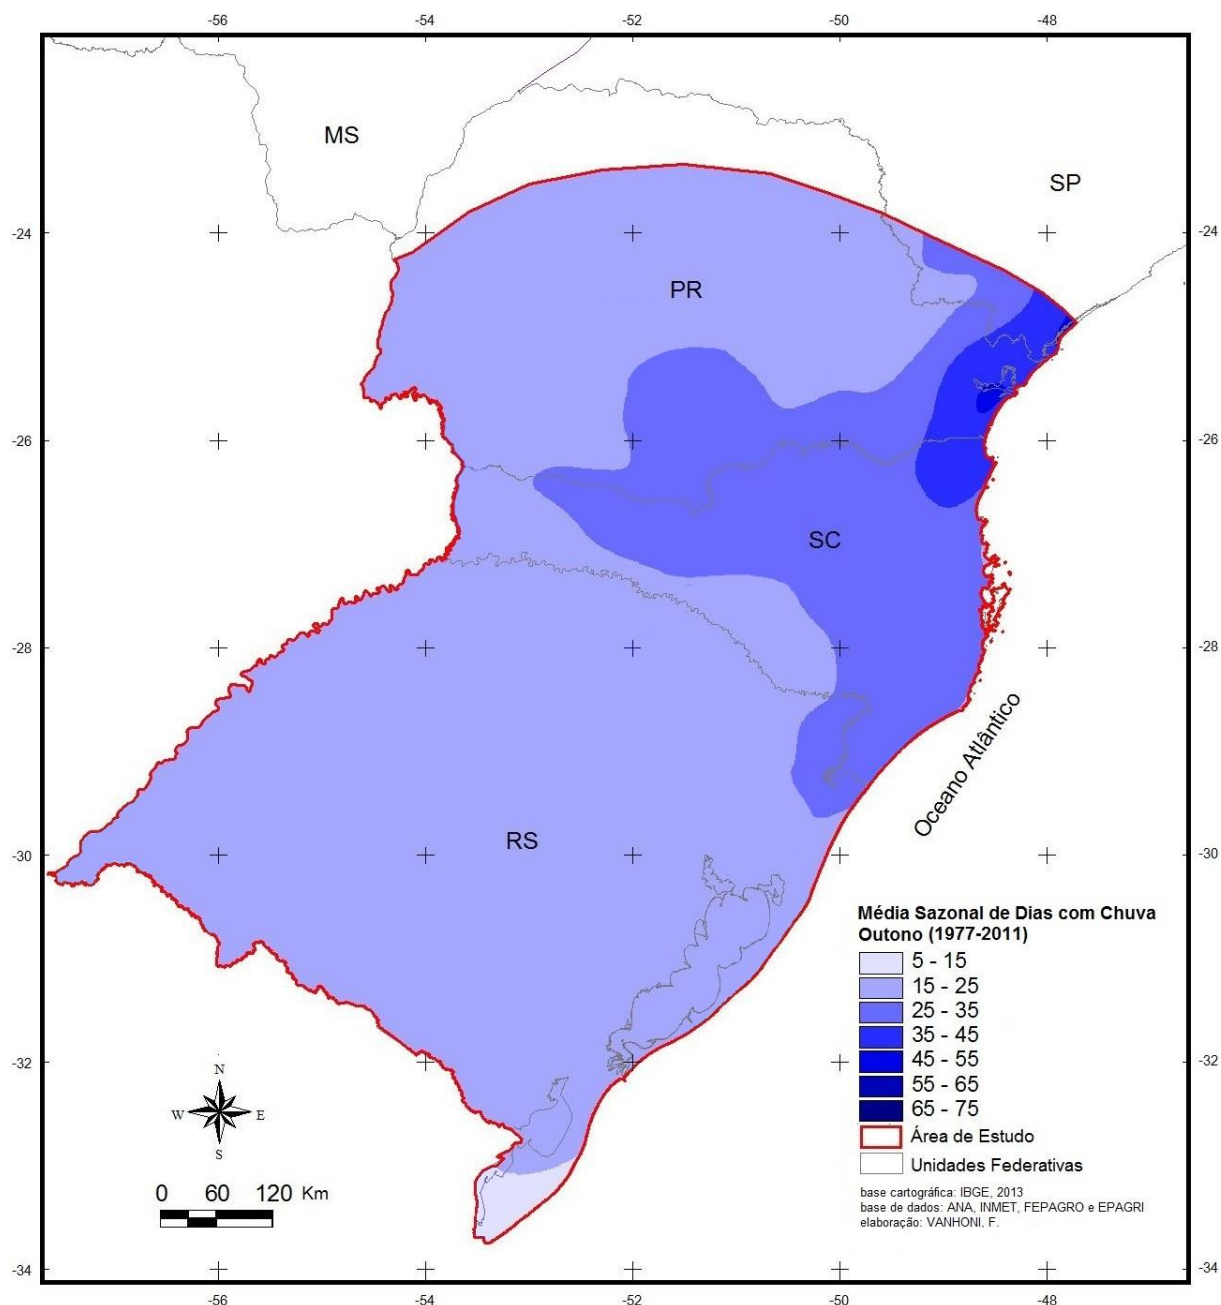 -56 -54 -52 -50 -48
MS
SP
-24 -24
PR
-26 -26
SC
-28 -28
Oceano Atlântico
RS
-30 -30
Média Sazonal de Dias com Chuva
Outono (1977-2011)
5 - 15
15 - 25
25 - 35
35 - 45
45 - 55
55 - 65
65 - 75
Área de Estudo
Unidades Federativas
-32 -32
N
W E
S
0 60 120 Km
base cartográfica: IBGE, 2013
base de dados: ANA, INMET, FEPAGRO e EPAGRI
elaboração: VANHONI, F.
-34 -34
-56 -54 -52 -50 -48